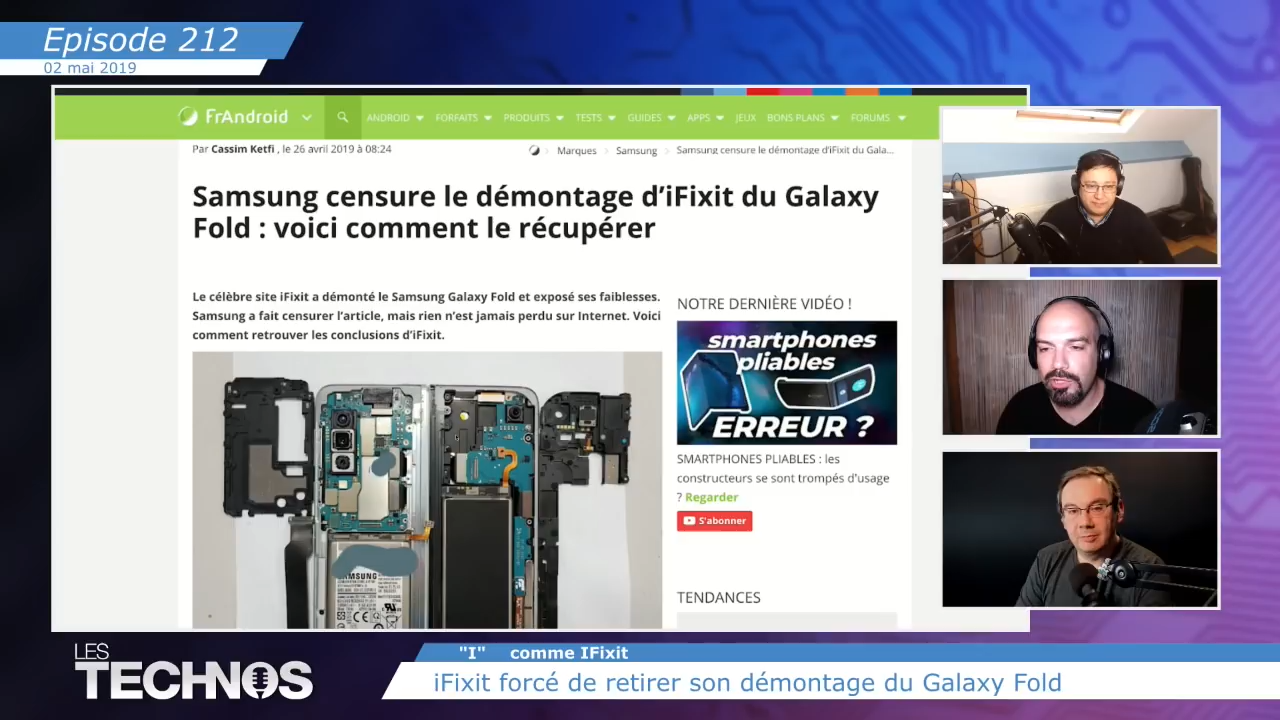 Episode 212
02 mai 2019
FrAndroid
ANDROID FORFAITS PRODUITS TESTS GUIDES APPS JEUX BONS PLANS FORUMS
Par Cassim Ketfi , le 26 avril 2019 à 08:24
Marques > Samsung > Samsung censure le démontage d'iFixit du Gala...
Samsung censure le démontage d'iFixit du Galaxy
Fold : voici comment le récupérer
Le célèbre site iFixit a démonté le Samsung Galaxy Fold et exposé ses faiblesses.
Samsung a fait censurer l'article, mais rien n'est jamais perdu sur Internet. Voici
comment retrouver les conclusions d'iFixit.
SAMSUNG
NOTRE DERNIÈRE VIDÉO !
smartphones
pliables
ERREUR ?
SMARTPHONES PLIABLES : les
constructeurs se sont trompés d'usage
? Regarder
S'abonner
TENDANCES
LES
TECHNOS
"I" comme IFixit
iFixit forcé de retirer son démontage du Galaxy Fold